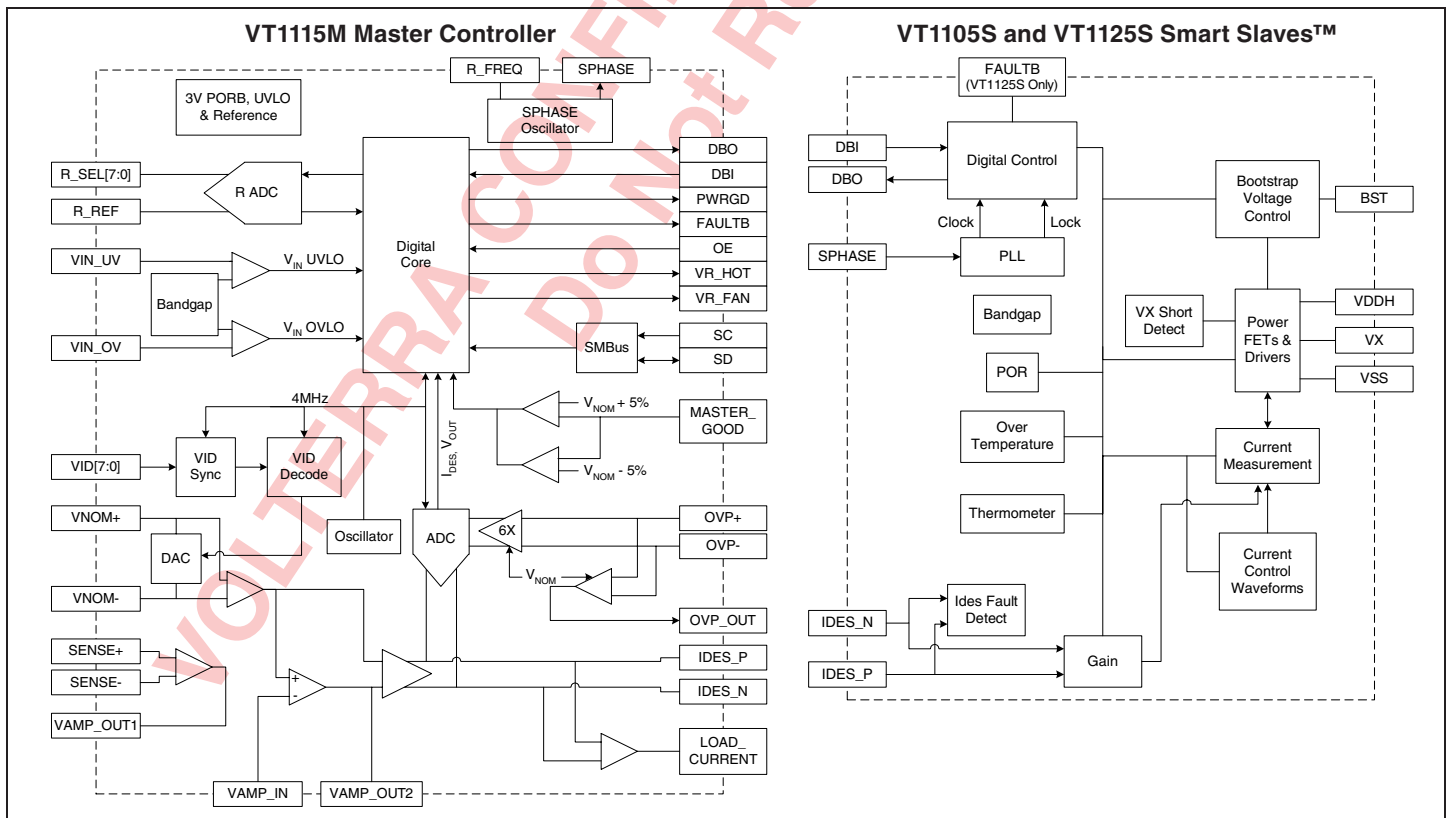 VT1115M Master Controller
R_FREQ
SPHASE
3V PORB, UVLO
& Reference
SPHASE
Oscillator
R_SEL[7:0]
R_REF
R ADC
VIN_UV
VIN_OV
Bandgap
VIN UVLO
VIN OVLO
Digital
Core
DBO
DBI
PWRGD
FAULTB
OE
VR_HOT
VR_FAN
SMBus
SC
SD
4MHz
IDES, VOUT
VNOM + 5%
VNOM - 5%
MASTER_
GOOD
VID[7:0]
VID
Sync
VID
Decode
VNOM+
DAC
VNOM-
Oscillator
ADC
6X
VNOM
OVP+
OVP-
OVP_OUT
SENSE+
SENSE-
+
-
IDES_P
IDES_N
VAMP_OUT1
LOAD_
CURRENT
VAMP_IN
VAMP_OUT2
VT1105S and VT1125S Smart Slaves™
FAULTB
(VT1125S Only)
DBI
DBO
Digital Control
Clock
Lock
SPHASE
PLL
Bootstrap
Voltage
Control
BST
Bandgap
VX Short
Detect
Power
FETs &
Drivers
VDDH
VX
VSS
POR
Over
Temperature
Current
Measurement
Thermometer
Current
Control
Waveforms
Ides Fault
Detect
IDES_N
IDES_P
Gain
VOLTERRA CONFI
Do Not R